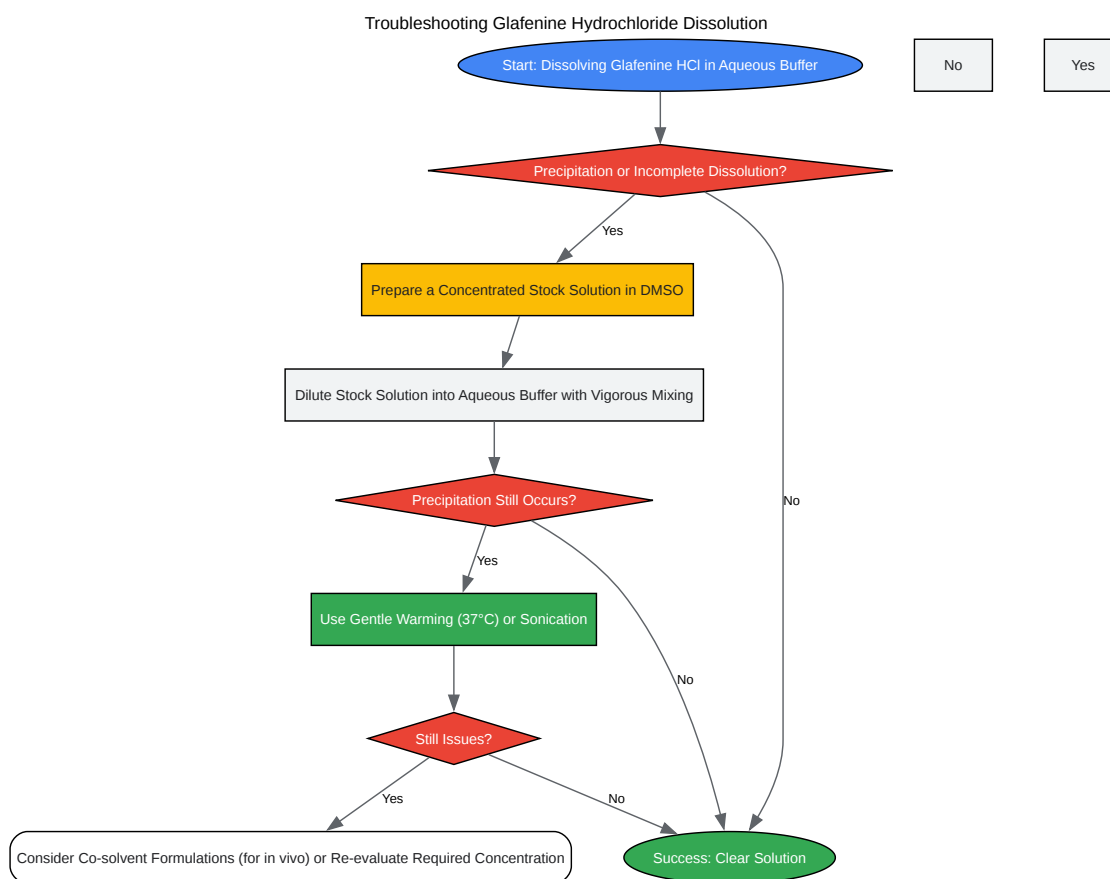 Troubleshooting Glafenine Hydrochloride Dissolution
Start: Dissolving Glafenine HCl in Aqueous Buffer
No
Yes
Precipitation or Incomplete Dissolution?
Yes
Prepare a Concentrated Stock Solution in DMSO
Dilute Stock Solution into Aqueous Buffer with Vigorous Mixing
Precipitation Still Occurs?
No
Yes
Use Gentle Warming (37°C) or Sonication
No
Still Issues?
Yes
No
Consider Co-solvent Formulations (for in vivo) or Re-evaluate Required Concentration
Success: Clear Solution